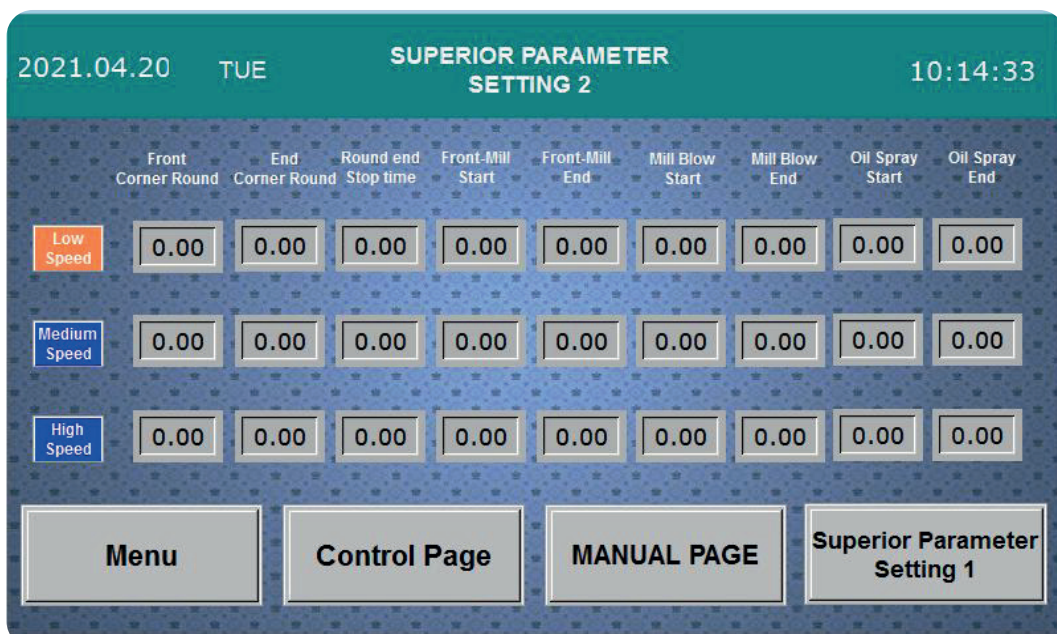 2021.04.20 TUE SUPERIOR PARAMETER 10:14:33
SETTING 2
Front End Round end Front-Mill Front-Mill Mill Blow Mill Blow Oil Spray Oil Spray
Corner Round Corner Round Stop time Start End Start End Start End
Low
Speed
0.00 0.00 0.00 0.00 0.00 0.00 0.00 0.00 0.00
Medium
Speed
0.00 0.00 0.00 0.00 0.00 0.00 0.00 0.00 0.00
High
Speed
0.00 0.00 0.00 0.00 0.00 0.00 0.00 0.00 0.00
Menu Control Page MANUAL PAGE Superior Parameter
Setting 1